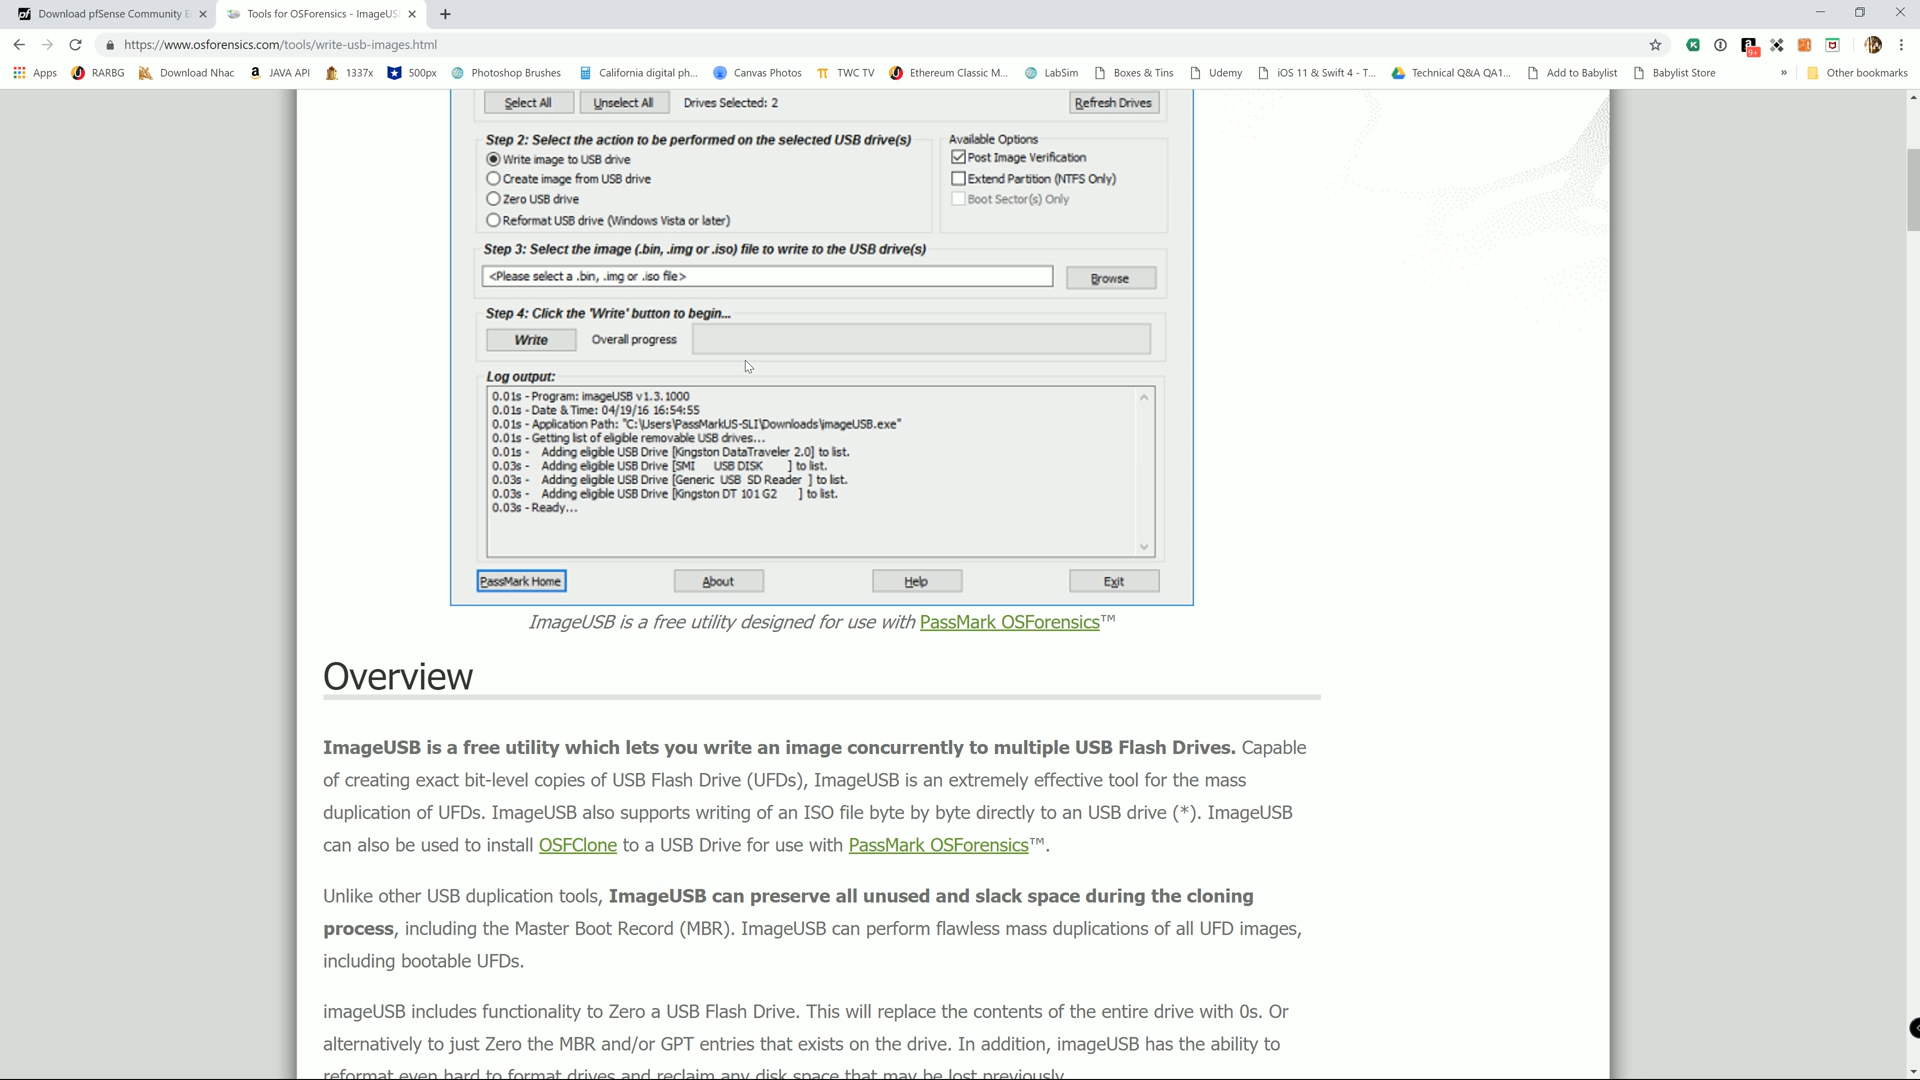 Download pfSense Community E
Tools for OSForensics - ImageUS
https://www.osforensics.com/tools/write-usb-images.html
9+
Apps
RARBG
Download Nhac
JAVA API
1337x
500px
Photoshop Brushes
California digital ph...
Canvas Photos
TWC TV
Ethereum Classic M...
LabSim
Boxes & Tins
Udemy
iOS 11 & Swift 4 - T...
Technical Q&A QA1...
Add to Babylist
Babylist Store
»
Other bookmarks
Select All
Unselect All
Drives Selected: 2
Refresh Drives
Step 2: Select the action to be performed on the selected USB drive(s)
Write image to USB drive
Create image from USB drive
Zero USB drive
Reformat USB drive (Windows Vista or later)
Available Options
Post Image Verification
Extend Partition (NTFS Only)
Boot Sector(s) Only
Step 3: Select the image (.bin, .img or .iso) file to write to the USB drive(s)
<Please select a .bin, .img or .iso file>
Browse
Step 4: Click the 'Write' button to begin...
Write
Overall progress
Log output:
0.01s - Program: imageUSB v1.3.1000
0.01s - Date & Time: 04/19/16 16:54:55
0.01s - Application Path: "C:\Users\PassMarkUS-SLI\Downloads\imageUSB.exe"
0.01s - Getting list of eligible removable USB drives...
0.01s - Adding eligible USB Drive [Kingston DataTraveler 2.0] to list.
0.03s - Adding eligible USB Drive [SMI USB DISK ] to list.
0.03s - Adding eligible USB Drive [Generic USB SD Reader ] to list.
0.03s - Adding eligible USB Drive [Kingston DT 101 G2 ] to list.
0.03s - Ready...
PassMark Home
About
Help
Exit
ImageUSB is a free utility designed for use with PassMark OSForensics™
Overview
ImageUSB is a free utility which lets you write an image concurrently to multiple USB Flash Drives. Capable
of creating exact bit-level copies of USB Flash Drive (UFDs), ImageUSB is an extremely effective tool for the mass
duplication of UFDs. ImageUSB also supports writing of an ISO file byte by byte directly to an USB drive (*). ImageUSB
can also be used to install OSFClone to a USB Drive for use with PassMark OSForensics™.
Unlike other USB duplication tools, ImageUSB can preserve all unused and slack space during the cloning
process, including the Master Boot Record (MBR). ImageUSB can perform flawless mass duplications of all UFD images,
including bootable UFDs.
imageUSB includes functionality to Zero a USB Flash Drive. This will replace the contents of the entire drive with 0s. Or
alternatively to just Zero the MBR and/or GPT entries that exists on the drive. In addition, imageUSB has the ability to
reformat even hard to format drives and reclaim any disk space that may be lost previously.